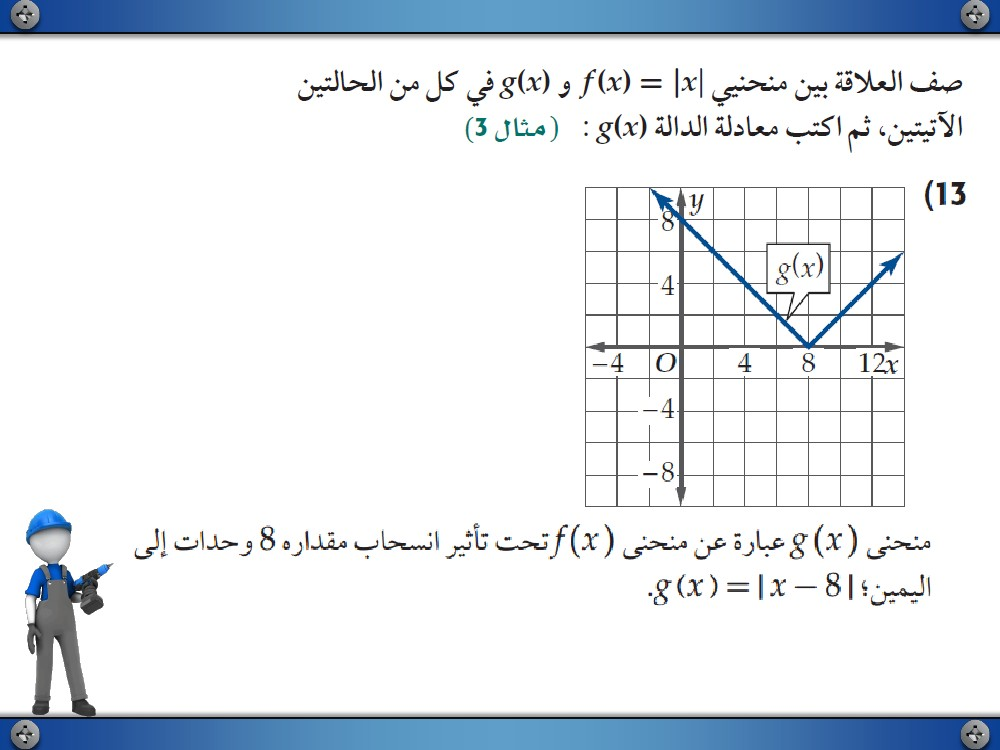 صف العلاقة بين منحنيي f(x) = |x| و g(x) في كل من الحالتين
الآتيتين، ثم اكتب معادلة الدالة g(x) : (مثال 3)
(13
y
8
g(x)
4
−4 O 4 8 12x
−4
−8
منحنى g(x) عبارة عن منحنى f(x) تحت تأثير انسحاب مقداره 8 وحدات إلى
اليمين؛ g(x) = |x − 8|.